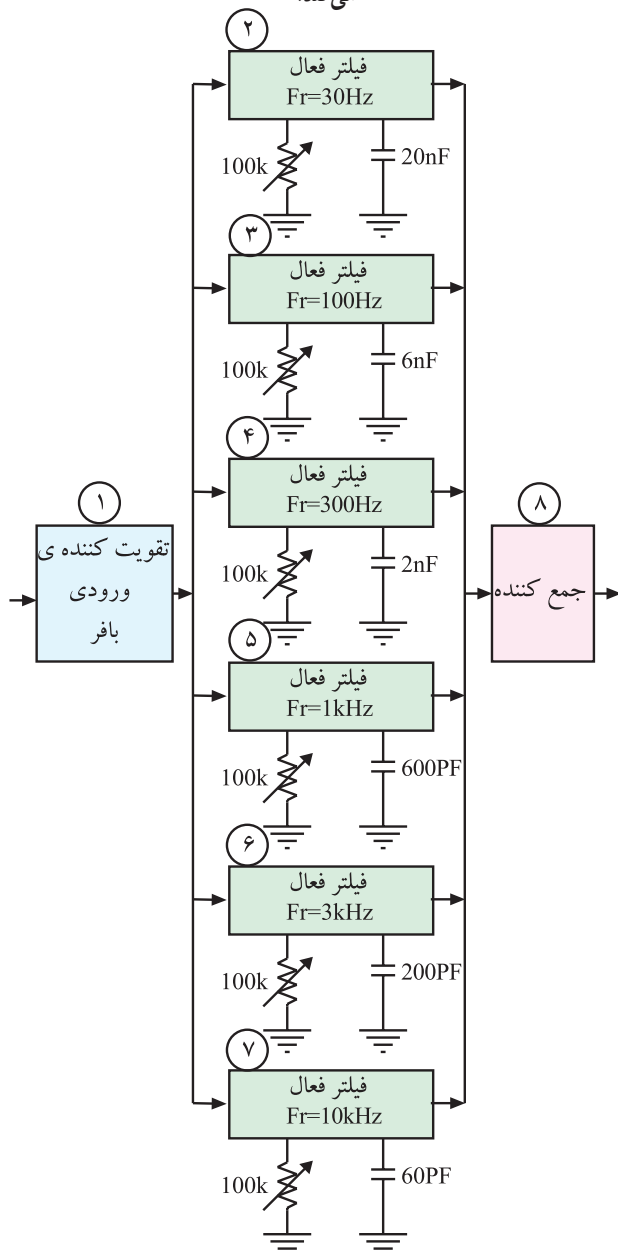 می‌کند.
۲
فیلتر فعال
Fr=30Hz
100k
20nF
۳
فیلتر فعال
Fr=100Hz
100k
6nF
۴
فیلتر فعال
Fr=300Hz
100k
2nF
۱
تقویت کننده ی
ورودی
بافر
۸
جمع کننده
۵
فیلتر فعال
Fr=1kHz
100k
600PF
۶
فیلتر فعال
Fr=3kHz
100k
200PF
۷
فیلتر فعال
Fr=10kHz
100k
60PF